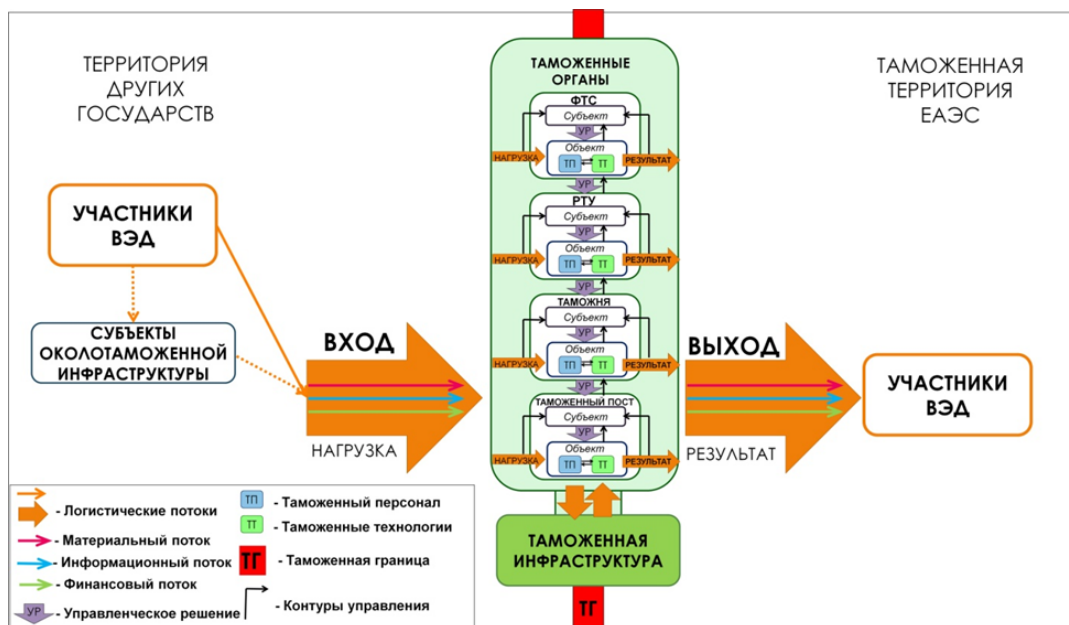 ТЕРРИТОРИЯ
ДРУГИХ
ГОСУДАРСТВ
УЧАСТНИКИ
ВЭД
СУБЪЕКТЫ
ОКОЛОТАМОЖЕННОЙ
ИНФРАСТРУКТУРЫ
ВХОД
НАГРУЗКА
ТАМОЖЕННЫЕ
ОРГАНЫ
ФТС
Субъект
УР
Объект
НАГРУЗКА
ТП
ТТ
РЕЗУЛЬТАТ
УР
РТУ
Субъект
УР
Объект
НАГРУЗКА
ТП
ТТ
РЕЗУЛЬТАТ
УР
ТАМОЖНЯ
Субъект
УР
Объект
НАГРУЗКА
ТП
ТТ
РЕЗУЛЬТАТ
УР
ТАМОЖЕННЫЙ ПОСТ
Субъект
УР
Объект
НАГРУЗКА
ТП
ТТ
РЕЗУЛЬТАТ
ТАМОЖЕННАЯ
ИНФРАСТРУКТУРА
ТГ
ТАМОЖЕННАЯ
ТЕРРИТОРИЯ
ЕАЭС
ВЫХОД
РЕЗУЛЬТАТ
УЧАСТНИКИ
ВЭД
- Логистические потоки
- Материальный поток
- Информационный поток
- Финансовый поток
УР - Управленческое решение
ТП - Таможенный персонал
ТТ - Таможенные технологии
ТГ - Таможенная граница
- Контуры управления